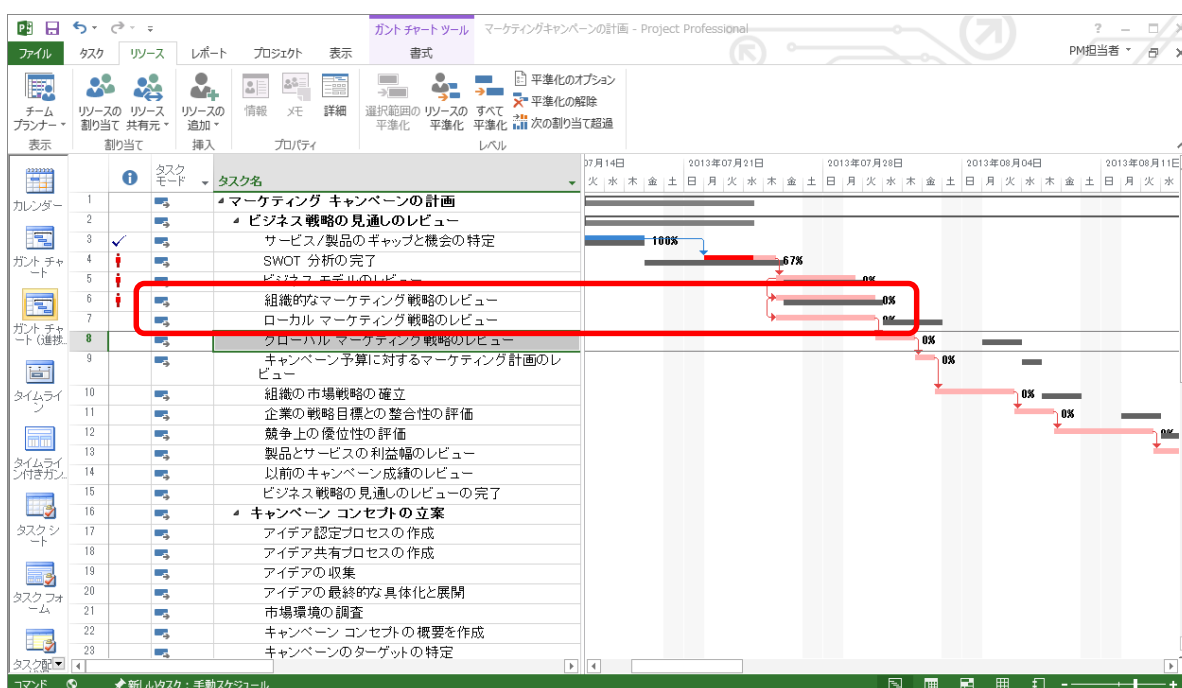 ガント チャート ツール
マーケティングキャンペーンの計画 - Project Professional
ファイル タスク リソース レポート プロジェクト 表示 書式
PM担当者
チーム プランナー
リソースの 割り当て
リソース 共有元
リソースの 追加
情報
メモ
詳細
選択範囲の 平準化
リソースの 平準化
すべて 平準化
平準化のオプション
平準化の解除
次の割り当て超過
表示 割り当て 挿入 プロパティ レベル
タスク モード
タスク名
07月14日 2013年07月21日 2013年07月28日 2013年08月04日 2013年08月11日
火 水 木 金 土 日 月 火 水 木 金 土 日 月 火 水 木 金 土 日 月 火 水 木 金 土 日 月 火 水
カレンダー
ガント チャート
ガント チャート (進捗..
タイムライン
タイムライン付きガン..
タスク シート
タスク フォーム
タスク配
1 マーケティング キャンペーンの計画
2 ビジネス戦略の見通しのレビュー
3 サービス/製品のギャップと機会の特定 100%
4 SWOT 分析の完了 67%
5 ビジネス モデルのレビュー 0%
6 組織的なマーケティング戦略のレビュー 0%
7 ローカル マーケティング戦略のレビュー 0%
8 グローバル マーケティング戦略のレビュー 0%
9 キャンペーン予算に対するマーケティング計画のレビュー 0%
10 組織の市場戦略の確立 0%
11 企業の戦略目標との整合性の評価 0%
12 競争上の優位性の評価 0%
13 製品とサービスの利益幅のレビュー
14 以前のキャンペーン成績のレビュー
15 ビジネス戦略の見通しのレビューの完了
16 キャンペーン コンセプトの立案
17 アイデア認定プロセスの作成
18 アイデア共有プロセスの作成
19 アイデアの収集
20 アイデアの最終的な具体化と展開
21 市場環境の調査
22 キャンペーン コンセプトの概要を作成
23 キャンペーンのターゲットの特定
コマンド 新しいタスク : 手動スケジュール